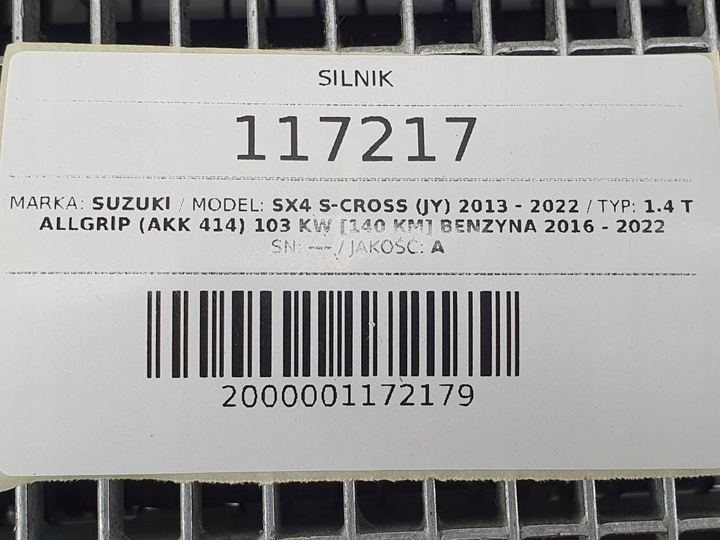 SILNIK
117217
MARKA: SUZUKI / MODEL: SX4 S-CROSS (JY) 2013 - 2022 / TYP: 1.4 T
ALLGRIP (AKK 414) 103 KW [140 KM] BENZYNA 2016 - 2022
SN: --- / JAKOŚĆ: A
2000001172179